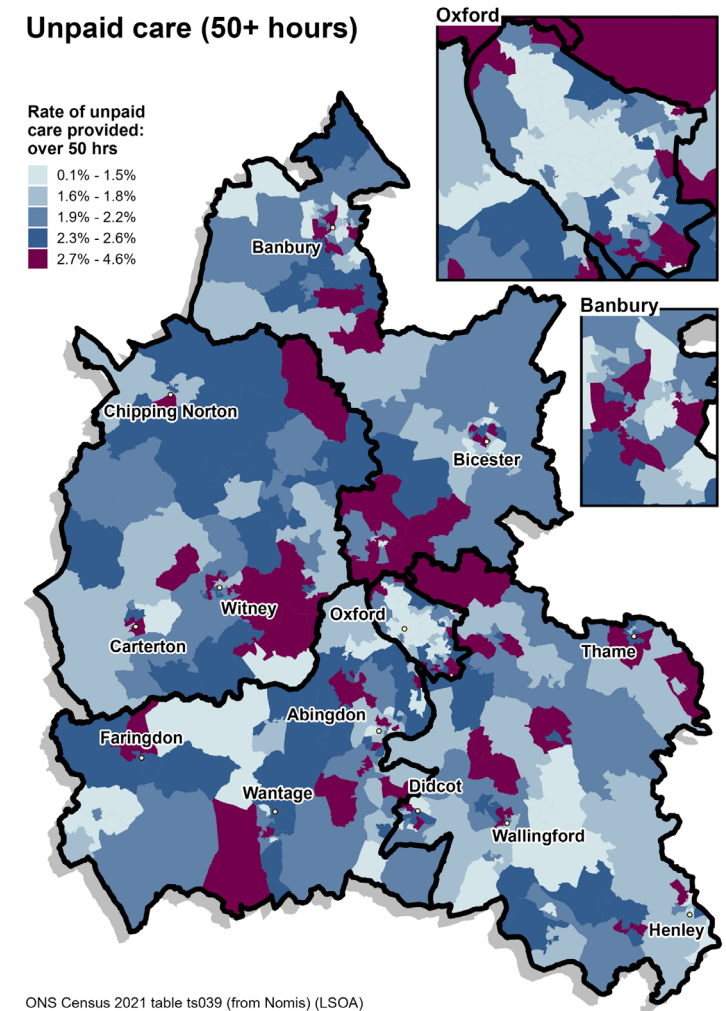 Unpaid care (50+ hours)
Oxford
Rate of unpaid
care provided:
over 50 hrs
0.1% - 1.5%
1.6% - 1.8%
1.9% - 2.2%
2.3% - 2.6%
2.7% - 4.6%
Banbury
Banbury
Chipping Norton
Bicester
Witney
Oxford
Carterton
Thame
Abingdon
Faringdon
Wantage
Didcot
Wallingford
Henley
ONS Census 2021 table ts039 (from Nomis) (LSOA)